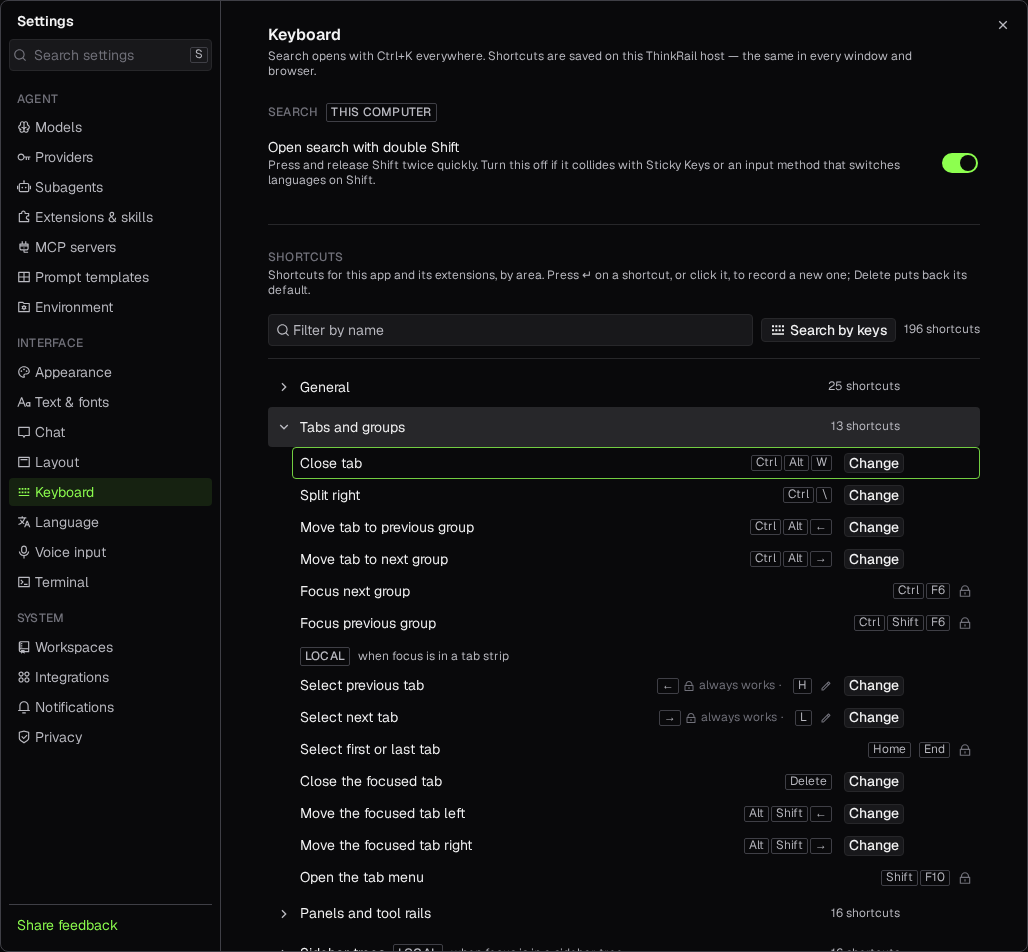 Settings
Search settings S
AGENT
Models
Providers
Subagents
Extensions & skills
MCP servers
Prompt templates
Environment
INTERFACE
Appearance
Text & fonts
Chat
Layout
Keyboard
Language
Voice input
Terminal
SYSTEM
Workspaces
Integrations
Notifications
Privacy
Share feedback
Keyboard
Search opens with Ctrl+K everywhere. Shortcuts are saved on this ThinkRail host — the same in every window and
browser.
SEARCH THIS COMPUTER
Open search with double Shift
Press and release Shift twice quickly. Turn this off if it collides with Sticky Keys or an input method that switches
languages on Shift.
SHORTCUTS
Shortcuts for this app and its extensions, by area. Press ↵ on a shortcut, or click it, to record a new one; Delete puts back its
default.
Filter by name Search by keys 196 shortcuts
General 25 shortcuts
Tabs and groups 13 shortcuts
Close tab Ctrl Alt W Change
Split right Ctrl \ Change
Move tab to previous group Ctrl Alt ← Change
Move tab to next group Ctrl Alt → Change
Focus next group Ctrl F6
Focus previous group Ctrl Shift F6
LOCAL when focus is in a tab strip
Select previous tab ← always works · H Change
Select next tab → always works · L Change
Select first or last tab Home End
Close the focused tab Delete Change
Move the focused tab left Alt Shift ← Change
Move the focused tab right Alt Shift → Change
Open the tab menu Shift F10
Panels and tool rails 16 shortcuts
Sidebar trees LOCAL when focus is in a sidebar tree 16 shortcuts